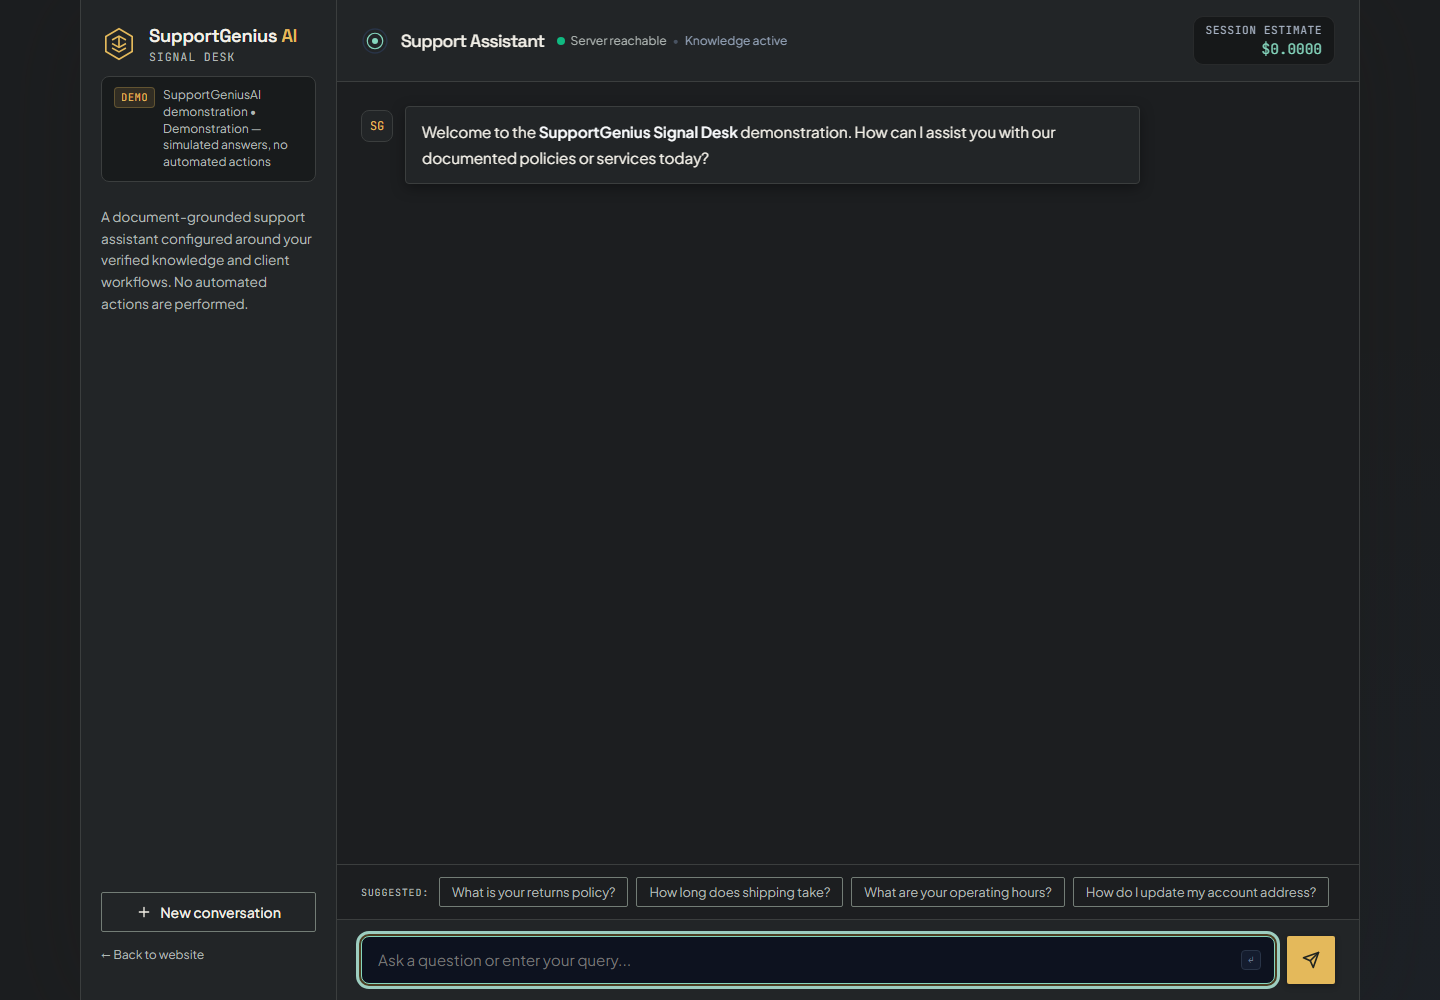 SupportGenius AI
SIGNAL DESK
DEMO
SupportGeniusAI
demonstration •
Demonstration —
simulated answers, no
automated actions
A document-grounded support
assistant configured around your
verified knowledge and client
workflows. No automated
actions are performed.
+ New conversation
← Back to website
Support Assistant
Server reachable • Knowledge active
SESSION ESTIMATE
$0.0000
SG
Welcome to the SupportGenius Signal Desk demonstration. How can I assist you with our
documented policies or services today?
SUGGESTED:
What is your returns policy?
How long does shipping take?
What are your operating hours?
How do I update my account address?
Ask a question or enter your query...
↵